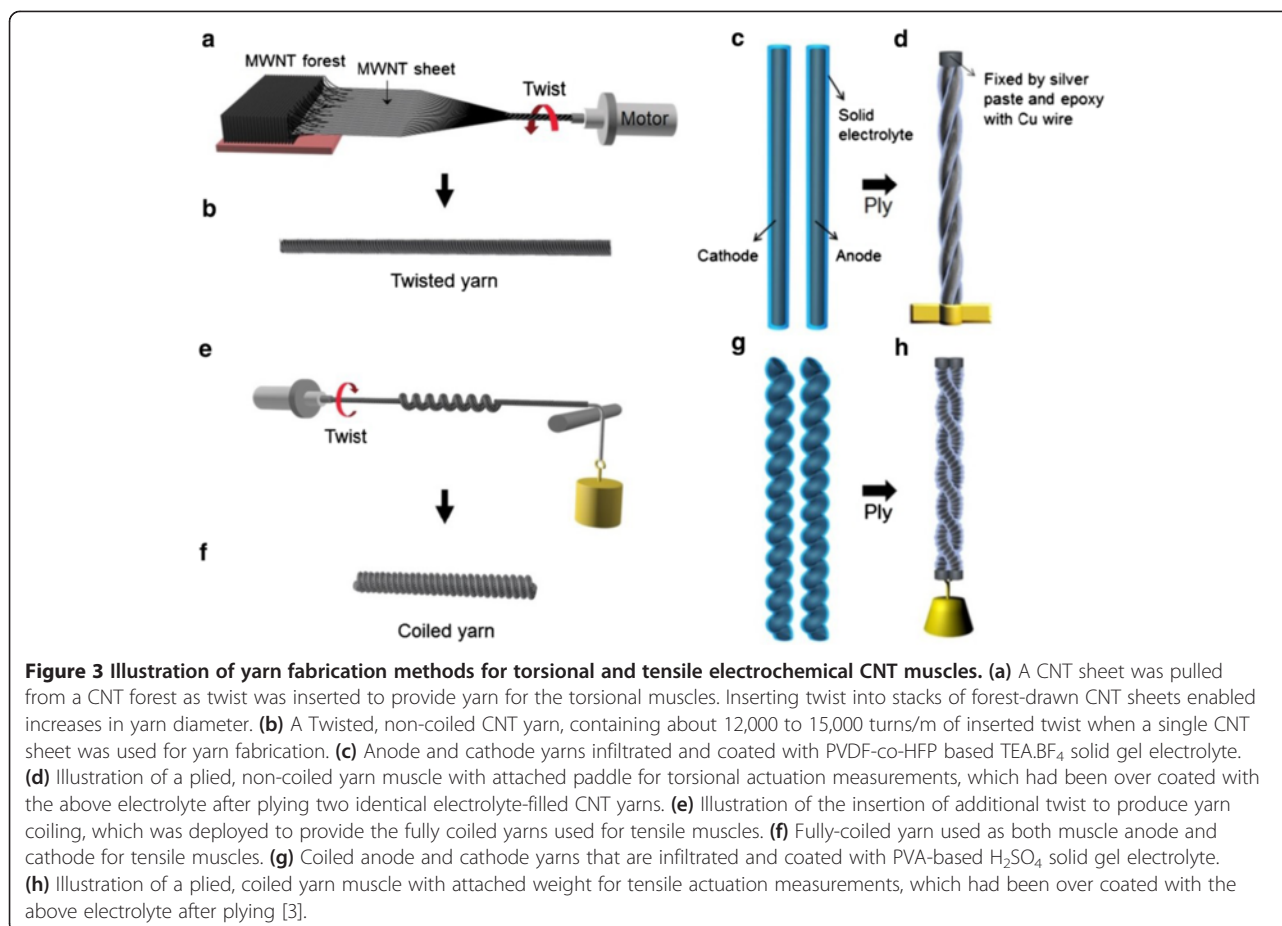 a
MWNT forest
MWNT sheet
Twist
Motor
b
Twisted yarn
c
Solid
electrolyte
Cathode
Anode
Ply
d
Fixed by silver
paste and epoxy
with Cu wire
e
Twist
f
Coiled yarn
g
Ply
h
Figure 3 Illustration of yarn fabrication methods for torsional and tensile electrochemical CNT muscles. (a) A CNT sheet was pulled
from a CNT forest as twist was inserted to provide yarn for the torsional muscles. Inserting twist into stacks of forest-drawn CNT sheets enabled
increases in yarn diameter. (b) A Twisted, non-coiled CNT yarn, containing about 12,000 to 15,000 turns/m of inserted twist when a single CNT
sheet was used for yarn fabrication. (c) Anode and cathode yarns infiltrated and coated with PVDF-co-HFP based TEA.BF₄ solid gel electrolyte.
(d) Illustration of a plied, non-coiled yarn muscle with attached paddle for torsional actuation measurements, which had been over coated with
the above electrolyte after plying two identical electrolyte-filled CNT yarns. (e) Illustration of the insertion of additional twist to produce yarn
coiling, which was deployed to provide the fully coiled yarns used for tensile muscles. (f) Fully-coiled yarn used as both muscle anode and
cathode for tensile muscles. (g) Coiled anode and cathode yarns that are infiltrated and coated with PVA-based H₂SO₄ solid gel electrolyte.
(h) Illustration of a plied, coiled yarn muscle with attached weight for tensile actuation measurements, which had been over coated with the
above electrolyte after plying [3].